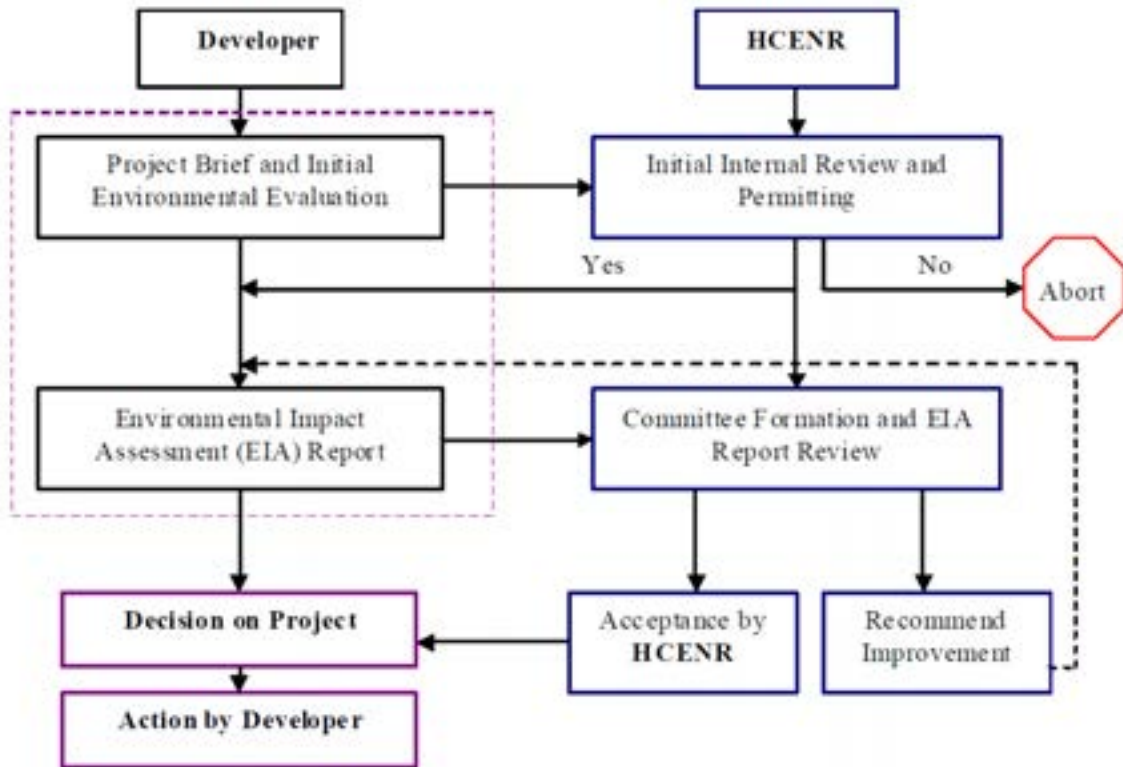 Developer
HCENR
Project Brief and Initial
Environmental Evaluation
Initial Internal Review and
Permitting
Yes
No
Abort
Environmental Impact
Assessment (EIA) Report
Committee Formation and EIA
Report Review
Decision on Project
Acceptance by
HCENR
Recommend
Improvement
Action by Developer